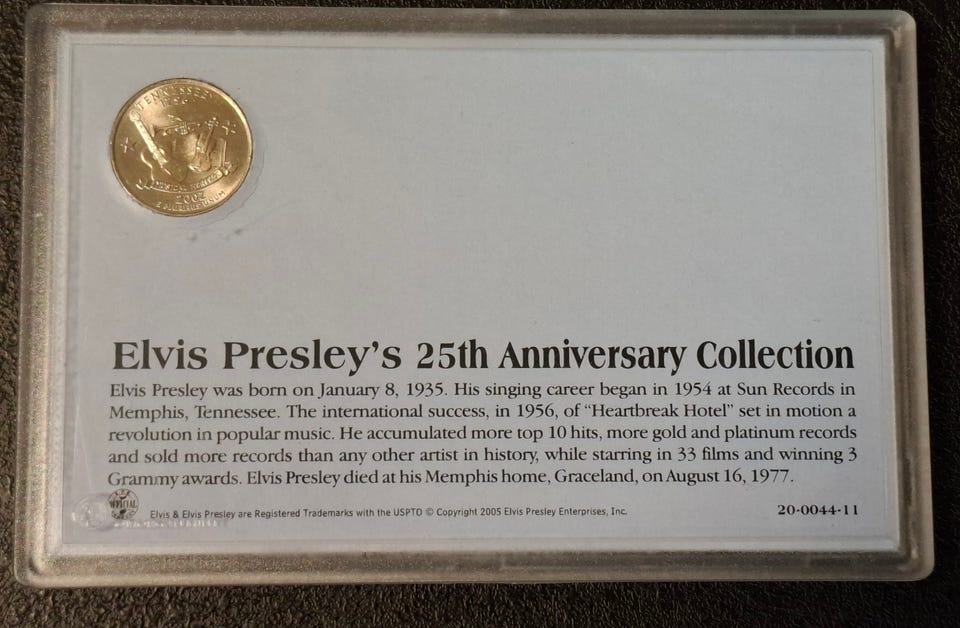 TENNESSEE
1796
MUSICAL HERITAGE
2002
E PLURIBUS UNUM
Elvis Presley's 25th Anniversary Collection
Elvis Presley was born on January 8, 1935. His singing career began in 1954 at Sun Records in
Memphis, Tennessee. The international success, in 1956, of "Heartbreak Hotel" set in motion a
revolution in popular music. He accumulated more top 10 hits, more gold and platinum records
and sold more records than any other artist in history, while starring in 33 films and winning 3
Grammy awards. Elvis Presley died at his Memphis home, Graceland, on August 16, 1977.
OFFICIAL
Elvis & Elvis Presley are Registered Trademarks with the USPTO © Copyright 2005 Elvis Presley Enterprises, Inc.
20-0044-11